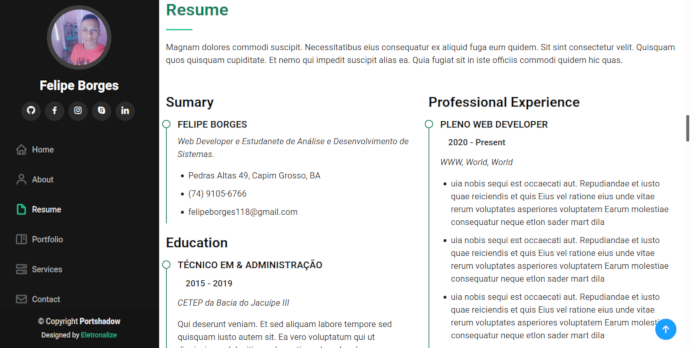 Felipe Borges
Home
About
Resume
Portfolio
Services
Contact
© Copyright Portshadow
Designed by Eletronalize
Resume
Magnam dolores commodi suscipit. Necessitatibus eius consequatur ex aliquid fuga eum quidem. Sit sint consectetur velit. Quisquam
quos quisquam cupiditate. Et nemo qui impedit suscipit alias ea. Quia fugiat sit in iste officiis commodi quidem hic quas.
Sumary
FELIPE BORGES
Web Developer e Estudanete de Análise e Desenvolvimento de
Sistemas.
Pedras Altas 49, Capim Grosso, BA
(74) 9105-6766
felipeborges118@gmail.com
Education
TÉCNICO EM & ADMINISTRAÇÃO
2015 - 2019
CETEP da Bacia do Jacuípe III
Qui deserunt veniam. Et sed aliquam labore tempore sed
quisquam iusto autem sit. Ea vero voluptatum qui ut
Professional Experience
PLENO WEB DEVELOPER
2020 - Present
WWW, World, World
uia nobis sequi est occaecati aut. Repudiandae et iusto
quae reiciendis et quis Eius vel ratione eius unde vitae
rerum voluptates asperiores voluptatem Earum molestiae
consequatur neque etlon sader mart dila
uia nobis sequi est occaecati aut. Repudiandae et iusto
quae reiciendis et quis Eius vel ratione eius unde vitae
rerum voluptates asperiores voluptatem Earum molestiae
consequatur neque etlon sader mart dila
uia nobis sequi est occaecati aut. Repudiandae et iusto
quae reiciendis et quis Eius vel ratione eius unde vitae
rerum voluptates asperiores voluptatem Earum molestiae
consequatur neque etlon sader mart dila